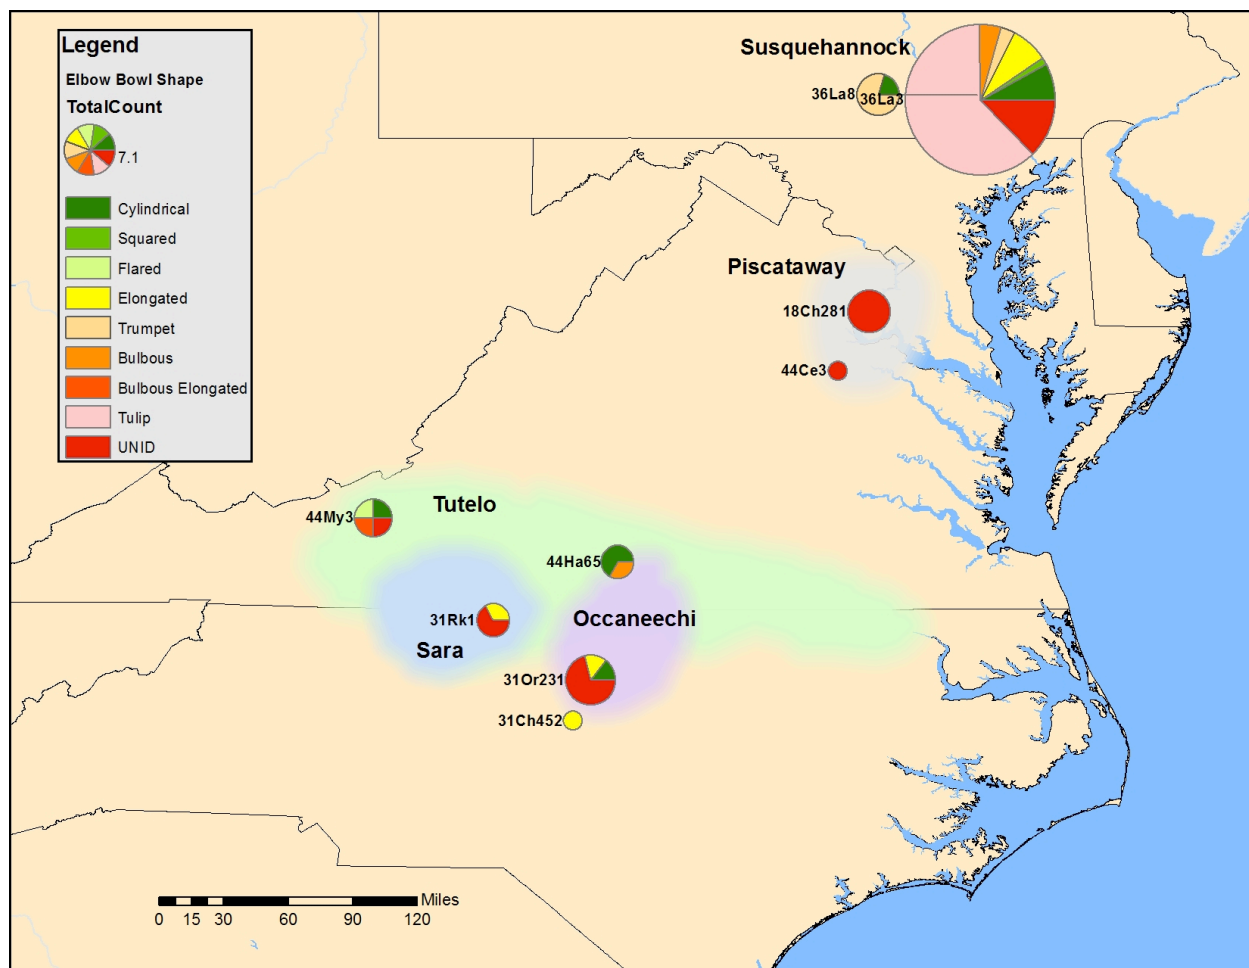 Legend
Elbow Bowl Shape
TotalCount
7.1
Cylindrical
Squared
Flared
Elongated
Trumpet
Bulbous
Bulbous Elongated
Tulip
UNID
Susquehannock
36La8
36La3
Piscataway
18Ch281
44Ce3
Tutelo
44My3
44Ha65
31Rk1
Occaneechi
Sara
31Or231
31Ch452
Miles
0 15 30 60 90 120